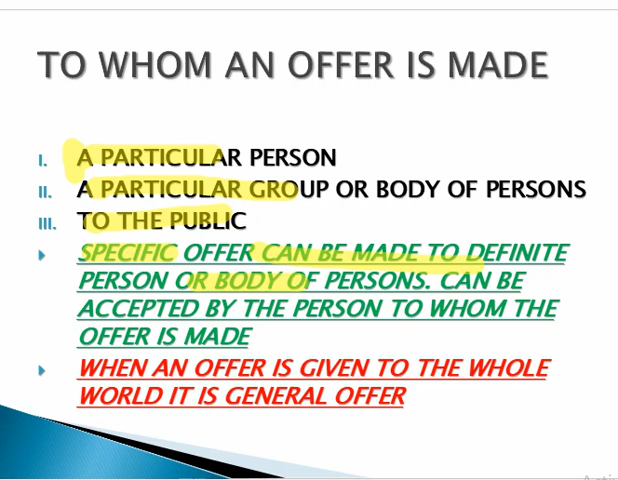 TO WHOM AN OFFER IS MADE
I. A PARTICULAR PERSON
II. A PARTICULAR GROUP OR BODY OF PERSONS
III. TO THE PUBLIC
SPECIFIC OFFER CAN BE MADE TO DEFINITE
PERSON OR BODY OF PERSONS. CAN BE
ACCEPTED BY THE PERSON TO WHOM THE
OFFER IS MADE
WHEN AN OFFER IS GIVEN TO THE WHOLE
WORLD IT IS GENERAL OFFER